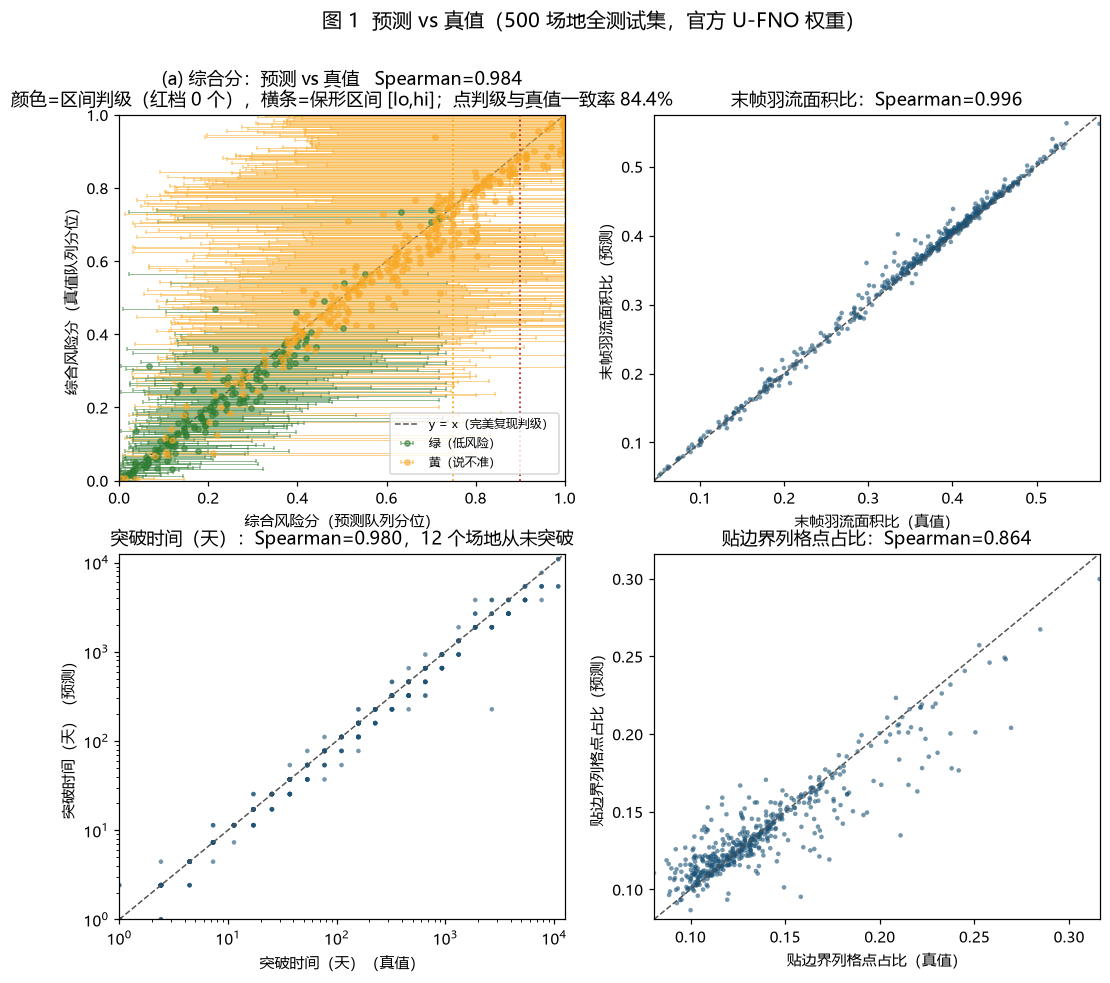 图 1  预测 vs 真值（500 场地全测试集，官方 U-FNO 权重）
(a) 综合分：预测 vs 真值   Spearman=0.984
颜色=区间判级（红档 0 个），横条=保形区间 [lo,hi]；点判级与真值一致率 84.4%
综合风险分（真值队列分位）
1.0
0.8
0.6
0.4
0.2
0.0
0.0 0.2 0.4 0.6 0.8 1.0
综合风险分（预测队列分位）
y = x（完美复现判级）
绿（低风险）
黄（说不准）
末帧羽流面积比：Spearman=0.996
末帧羽流面积比（预测）
0.5
0.4
0.3
0.2
0.1
0.1 0.2 0.3 0.4 0.5
末帧羽流面积比（真值）
突破时间（天）：Spearman=0.980，12 个场地从未突破
突破时间（天）（预测）
10⁴
10³
10²
10¹
10⁰
10⁰ 10¹ 10² 10³ 10⁴
突破时间（天）（真值）
贴边界列格点占比：Spearman=0.864
贴边界列格点占比（预测）
0.30
0.25
0.20
0.15
0.10
0.10 0.15 0.20 0.25 0.30
贴边界列格点占比（真值）